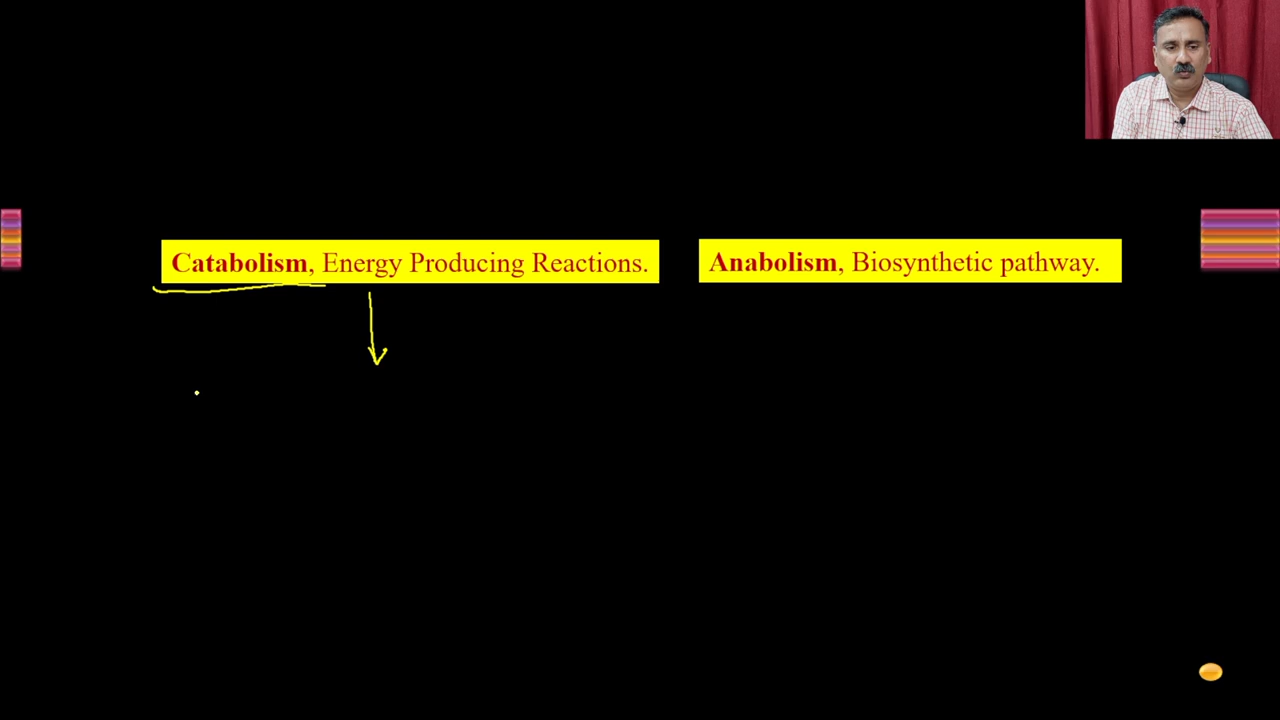 Catabolism, Energy Producing Reactions.
Anabolism, Biosynthetic pathway.